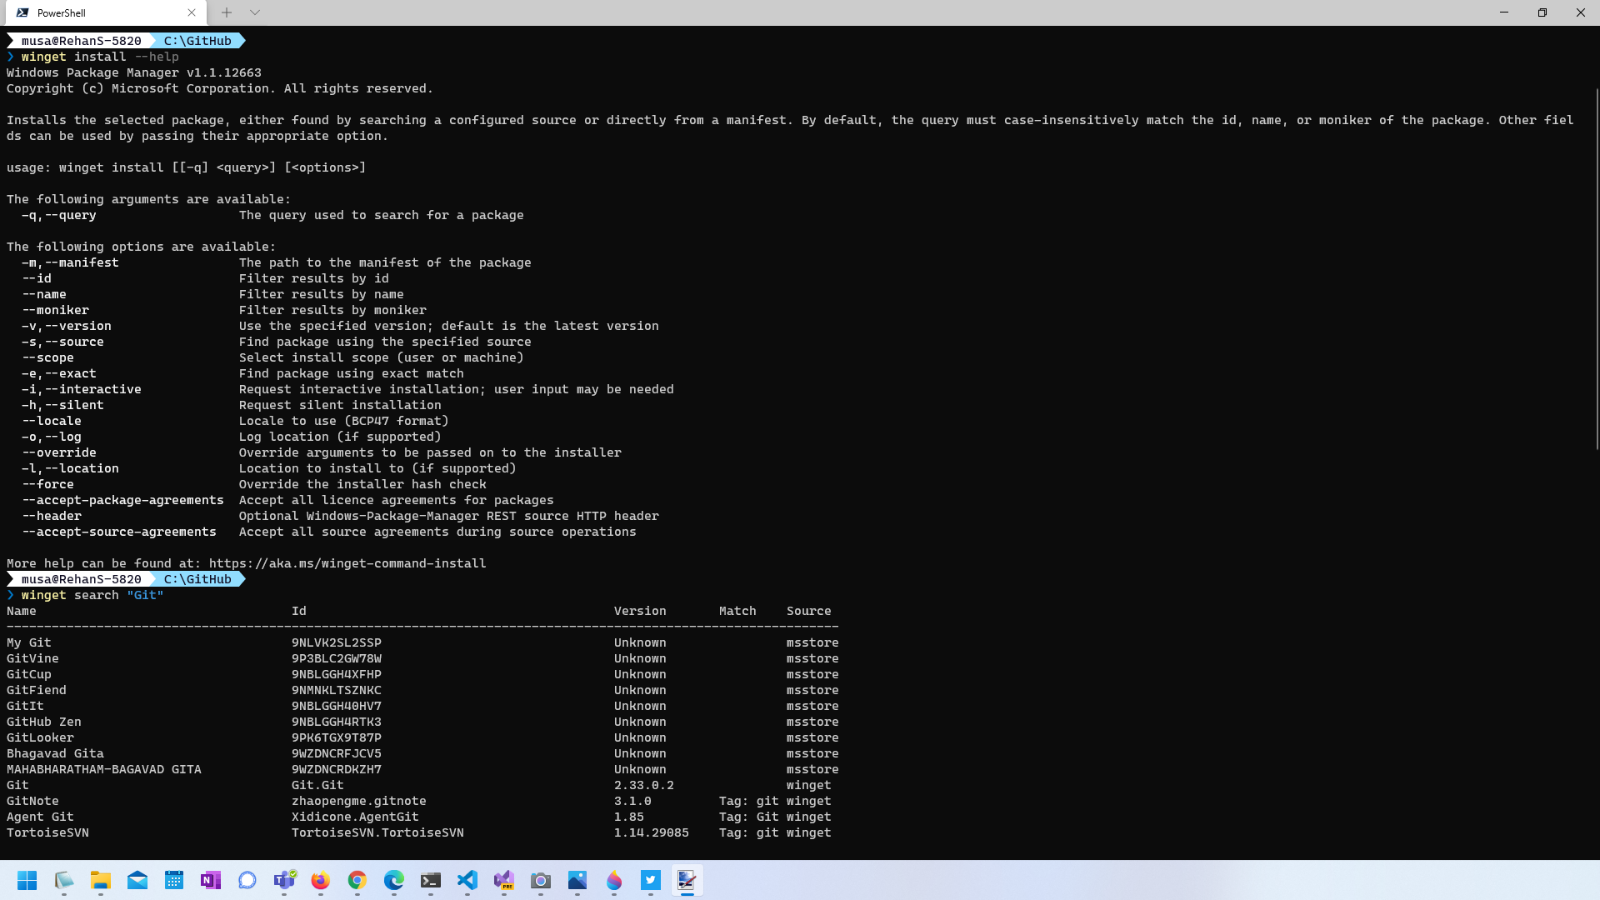 PowerShell
musa@RehanS-5820 C:\GitHub
❯ winget install --help
Windows Package Manager v1.1.12663
Copyright (c) Microsoft Corporation. All rights reserved.
Installs the selected package, either found by searching a configured source or directly from a manifest. By default, the query must case-insensitively match the id, name, or moniker of the package. Other fiel
ds can be used by passing their appropriate option.
usage: winget install [[-q] <query>] [<options>]
The following arguments are available:
-q,--query The query used to search for a package
The following options are available:
-m,--manifest The path to the manifest of the package
--id Filter results by id
--name Filter results by name
--moniker Filter results by moniker
-v,--version Use the specified version; default is the latest version
-s,--source Find package using the specified source
--scope Select install scope (user or machine)
-e,--exact Find package using exact match
-i,--interactive Request interactive installation; user input may be needed
-h,--silent Request silent installation
--locale Locale to use (BCP47 format)
-o,--log Log location (if supported)
--override Override arguments to be passed on to the installer
-l,--location Location to install to (if supported)
--force Override the installer hash check
--accept-package-agreements Accept all licence agreements for packages
--header Optional Windows-Package-Manager REST source HTTP header
--accept-source-agreements Accept all source agreements during source operations
More help can be found at: https://aka.ms/winget-command-install
musa@RehanS-5820 C:\GitHub
❯ winget search "Git"
Name Id Version Match Source
My Git 9NLVK2SL2SSP Unknown msstore
GitVine 9P3BLC2GW78W Unknown msstore
GitCup 9NBLGGH4XFHP Unknown msstore
GitFiend 9NMNKLTSZNKC Unknown msstore
GitIt 9NBLGGH40HV7 Unknown msstore
GitHub Zen 9NBLGGH4RTK3 Unknown msstore
GitLooker 9PK6TGX9T87P Unknown msstore
Bhagavad Gita 9WZDNCRFJCV5 Unknown msstore
MAHABHARATHAM-BAGAVAD GITA 9WZDNCRDKZH7 Unknown msstore
Git Git.Git 2.33.0.2 winget
GitNote zhaopengme.gitnote 3.1.0 Tag: git winget
Agent Git Xidicone.AgentGit 1.85 Tag: Git winget
TortoiseSVN TortoiseSVN.TortoiseSVN 1.14.29085 Tag: git winget